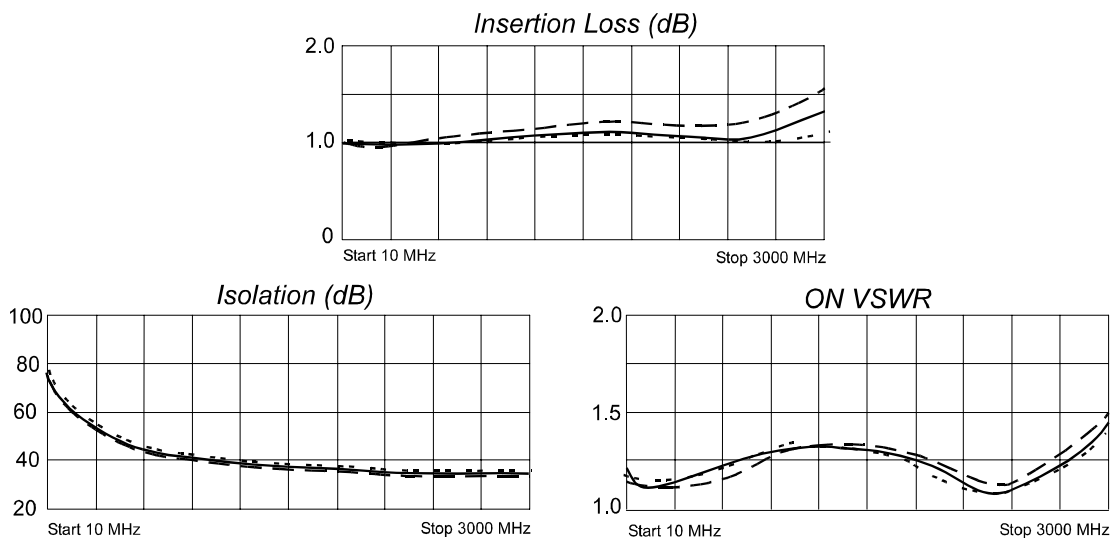 Insertion Loss (dB)
2.0
1.0
0
Start 10 MHz
Stop 3000 MHz
Isolation (dB)
100
80
60
40
20
Start 10 MHz
Stop 3000 MHz
ON VSWR
2.0
1.5
1.0
Start 10 MHz
Stop 3000 MHz